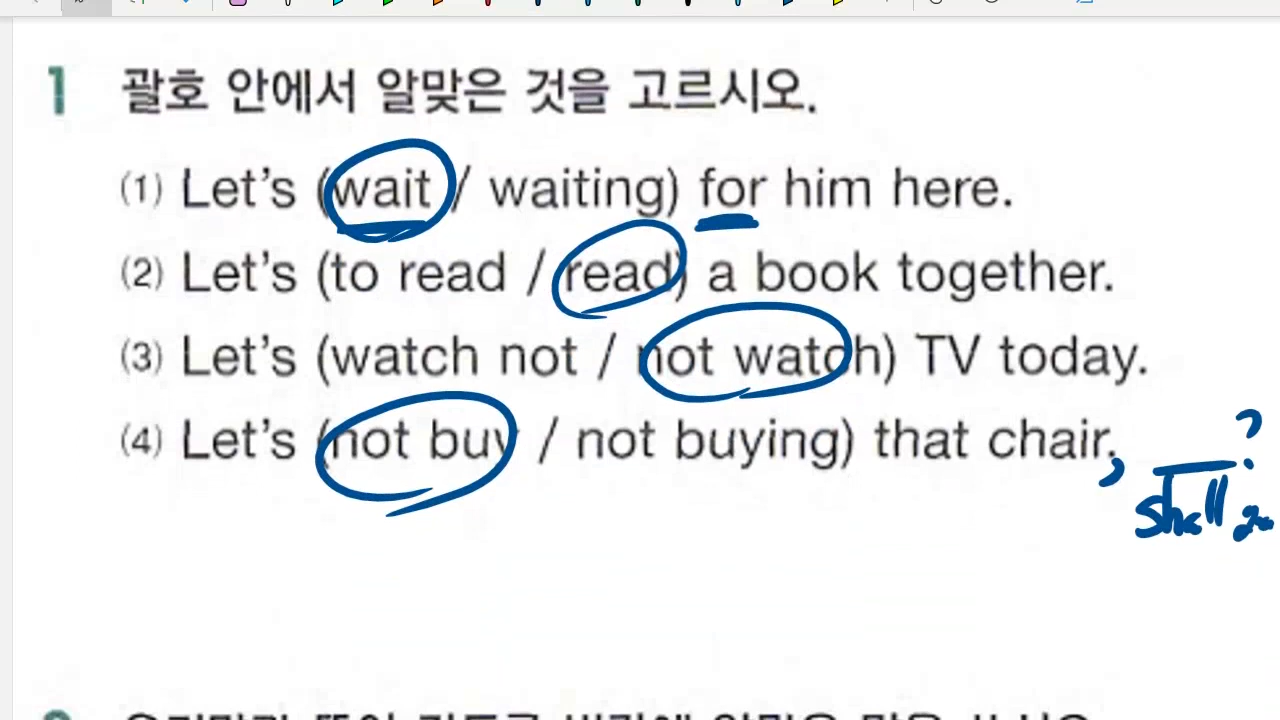 1 괄호 안에서 알맞은 것을 고르시오.
(1) Let's (wait / waiting) for him here.
(2) Let's (to read / read) a book together.
(3) Let's (watch not / not watch) TV today.
(4) Let's (not buy / not buying) that chair.
, shall ?